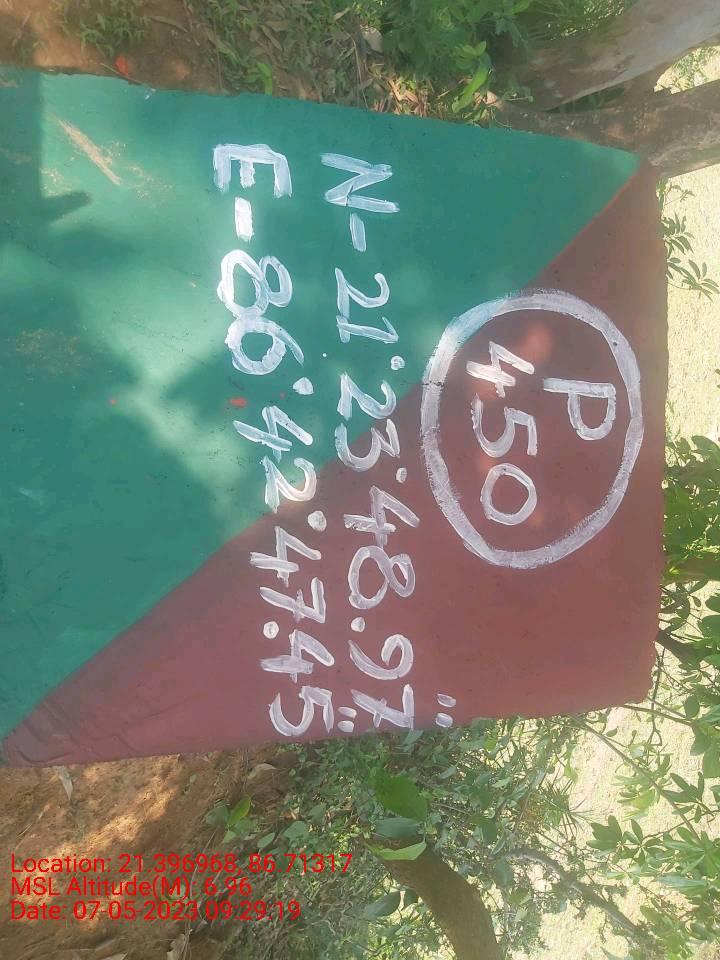 P
450
N-21°23'48.97"
E-86°42'47.45"
Location: 21.396968, 86.71317
MSL Altitude(M): 6.96
Date: 07-05-2023 09:29:19